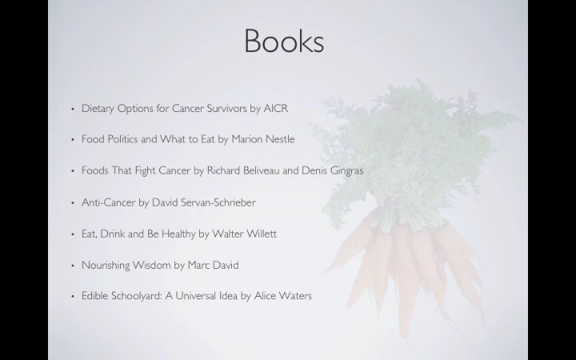 Books
• Dietary Options for Cancer Survivors by AICR
• Food Politics and What to Eat by Marion Nestle
• Foods That Fight Cancer by Richard Beliveau and Denis Gingras
• Anti-Cancer by David Servan-Schrieber
• Eat, Drink and Be Healthy by Walter Willett
• Nourishing Wisdom by Marc David
• Edible Schoolyard: A Universal Idea by Alice Waters